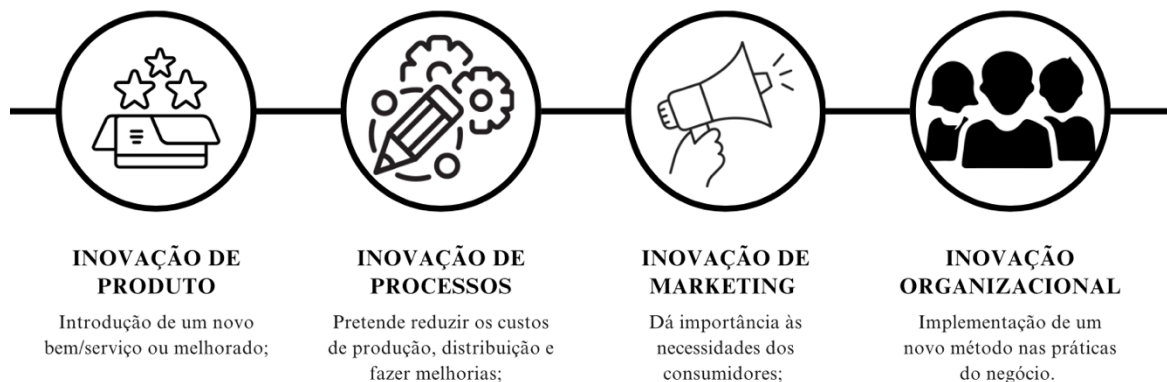 INOVAÇÃO DE
PRODUTO
Introdução de um novo
bem/serviço ou melhorado;
INOVAÇÃO DE
PROCESSOS
Pretende reduzir os custos
de produção, distribuição e
fazer melhorias;
INOVAÇÃO DE
MARKETING
Dá importância às
necessidades dos
consumidores;
INOVAÇÃO
ORGANIZACIONAL
Implementação de um
novo método nas práticas
do negócio.